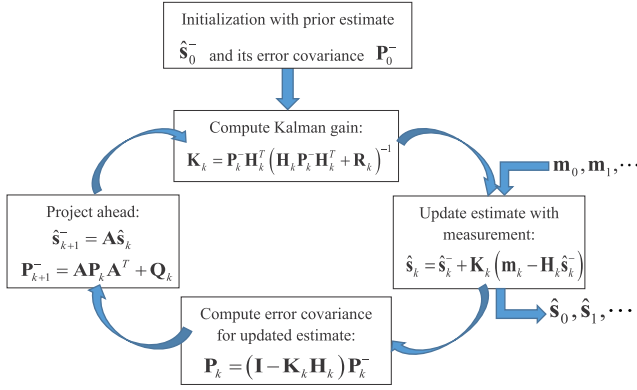 Initialization with prior estimate
ŝ₀⁻ and its error covariance P₀⁻
Compute Kalman gain:
Kₖ = Pₖ⁻Hₖᵀ(HₖPₖ⁻Hₖᵀ + Rₖ)⁻¹
m₀, m₁, ⋯
Update estimate with
measurement:
ŝₖ = ŝₖ⁻ + Kₖ(mₖ − Hₖŝₖ⁻)
ŝ₀, ŝ₁, ⋯
Compute error covariance
for updated estimate:
Pₖ = (I − KₖHₖ)Pₖ⁻
Project ahead:
ŝₖ₊₁⁻ = Aŝₖ
Pₖ₊₁⁻ = APₖAᵀ + Qₖ